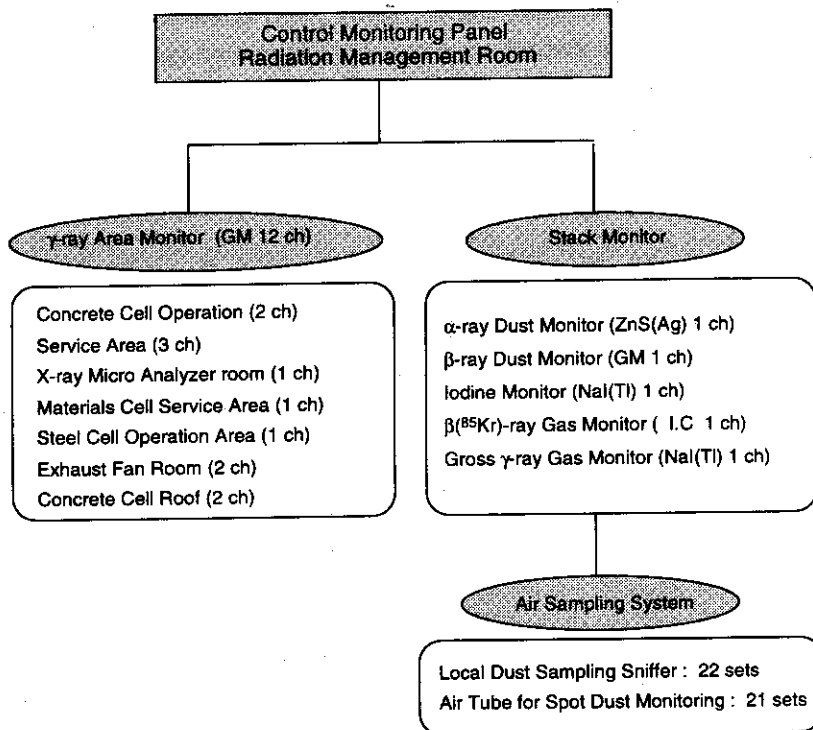 Control Monitoring Panel
Radiation Management Room
γ-ray Area Monitor (GM 12 ch)
Concrete Cell Operation (2 ch)
Service Area (3 ch)
X-ray Micro Analyzer room (1 ch)
Materials Cell Service Area (1 ch)
Steel Cell Operation Area (1 ch)
Exhaust Fan Room (2 ch)
Concrete Cell Roof (2 ch)
Stack Monitor
α-ray Dust Monitor (ZnS(Ag) 1 ch)
β-ray Dust Monitor (GM 1 ch)
Iodine Monitor (NaI(Tl) 1 ch)
β(⁸⁵Kr)-ray Gas Monitor ( I.C 1 ch)
Gross γ-ray Gas Monitor (NaI(Tl) 1 ch)
Air Sampling System
Local Dust Sampling Sniffer : 22 sets
Air Tube for Spot Dust Monitoring : 21 sets